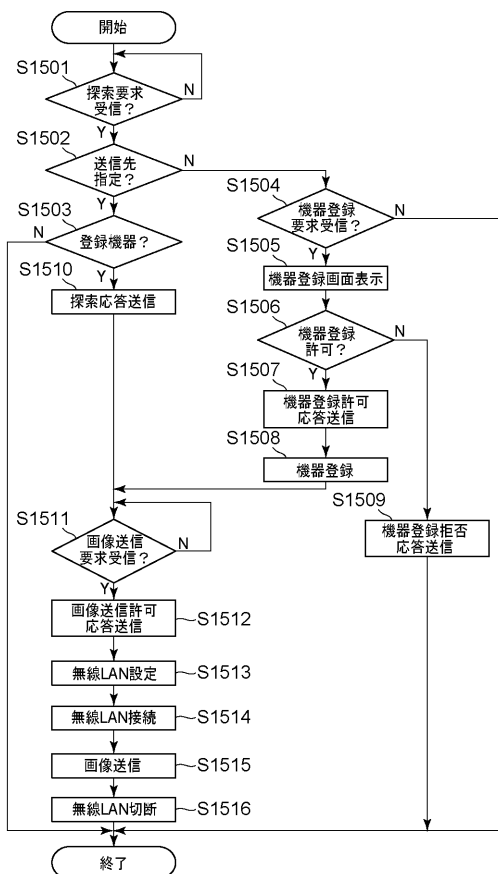 開始
S1501
探索要求
受信？
N
Y
S1502
送信先
指定？
N
Y
S1503
N
登録機器？
Y
S1510
探索応答送信
S1504
機器登録
要求受信？
N
Y
S1505
機器登録画面表示
S1506
機器登録
許可？
N
Y
S1507
機器登録許可
応答送信
S1508
機器登録
S1509
機器登録拒否
応答送信
S1511
画像送信
要求受信？
N
Y
画像送信許可
応答送信
S1512
無線LAN設定
S1513
無線LAN接続
S1514
画像送信
S1515
無線LAN切断
S1516
終了